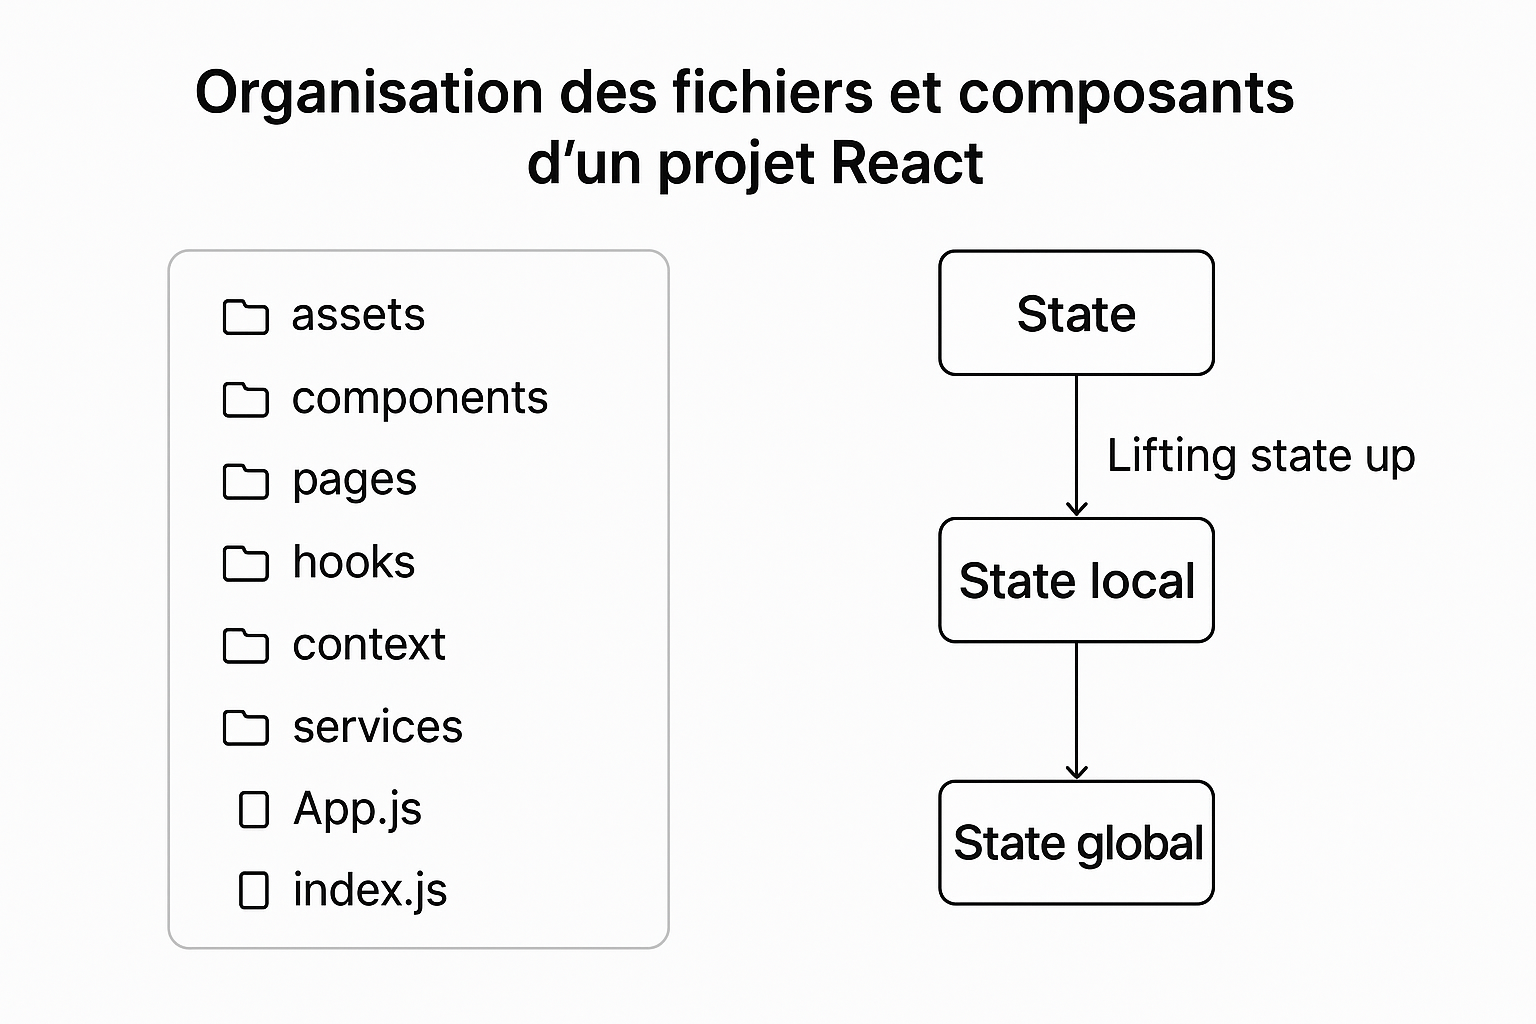 Organisation des fichiers et composants
d’un projet React
assets
components
pages
hooks
context
services
App.js
index.js
State
Lifting state up
State local
State global